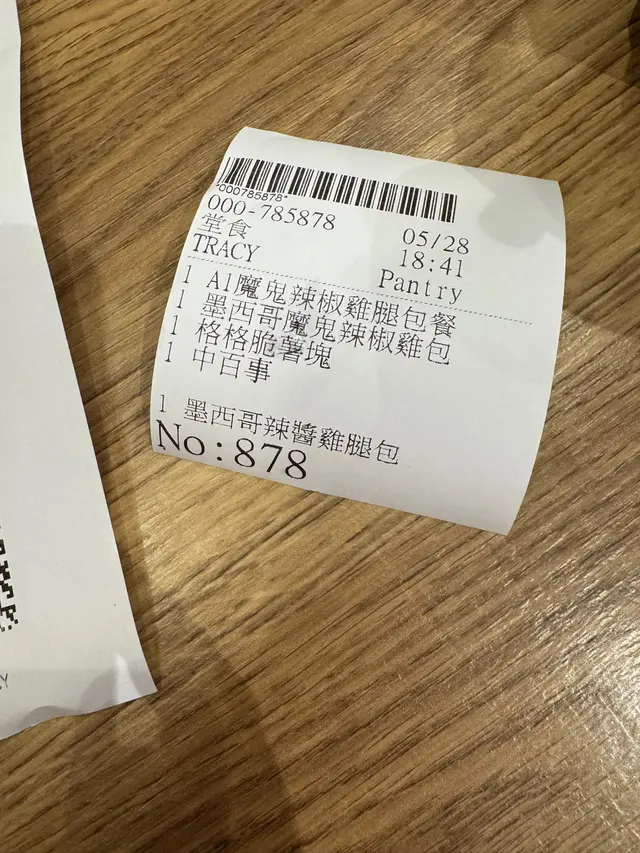 *000785878*
000-785878
05/28
堂食
18:41
TRACY
Pantry
1 A1魔鬼辣椒雞腿包餐
1 墨西哥魔鬼辣椒雞包
1 格格脆薯塊
1 中百事
1 墨西哥辣醬雞腿包
No:878